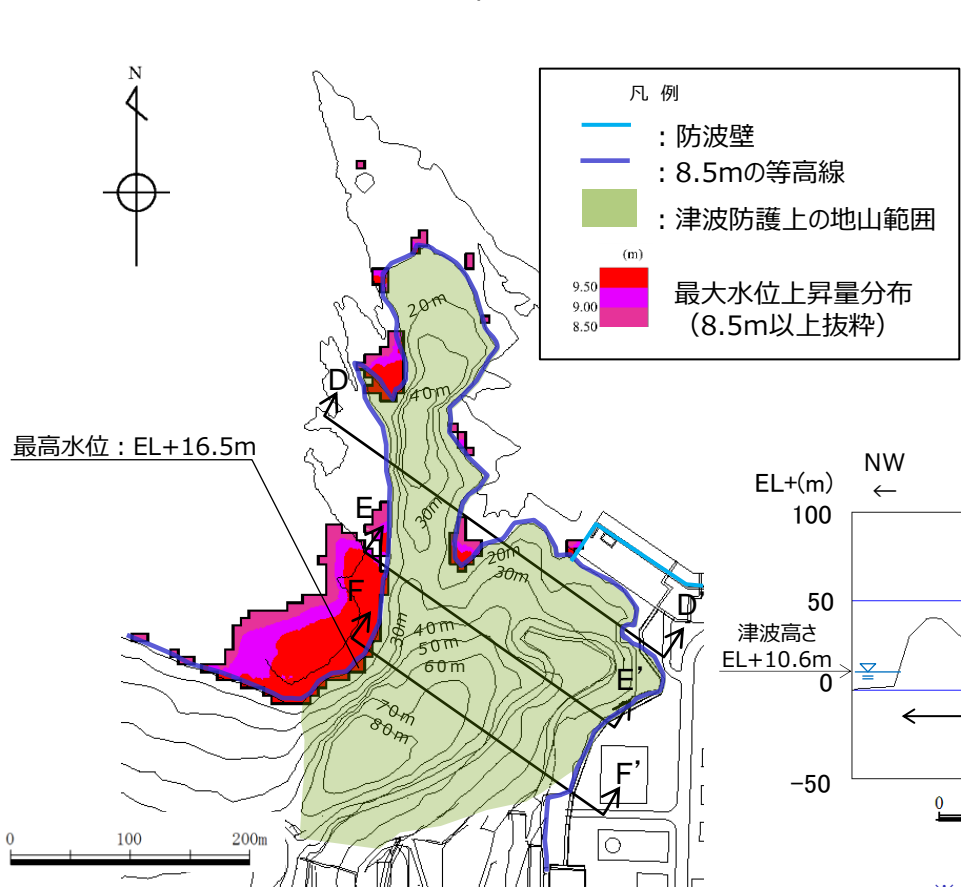 N
凡 例
：防波壁
：8.5mの等高線
：津波防護上の地山範囲
(m)
9.50
9.00
8.50
最大水位上昇量分布
（8.5m以上抜粋）
20m
D
40m
最高水位：EL+16.5m
30m
E
20m
30m
F
D
30m
40m
50m
60m
E’
70m
80m
F’
0 100 200m
NW
←
EL+(m)
100
50
津波高さ
EL+10.6m
0
−50
0